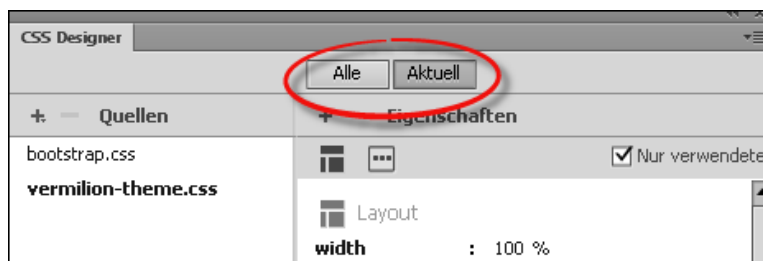 CSS Designer
Alle Aktuell
Quellen
Eigenschaften
bootstrap.css
Nur verwendete
vermilion-theme.css
Layout
width : 100 %